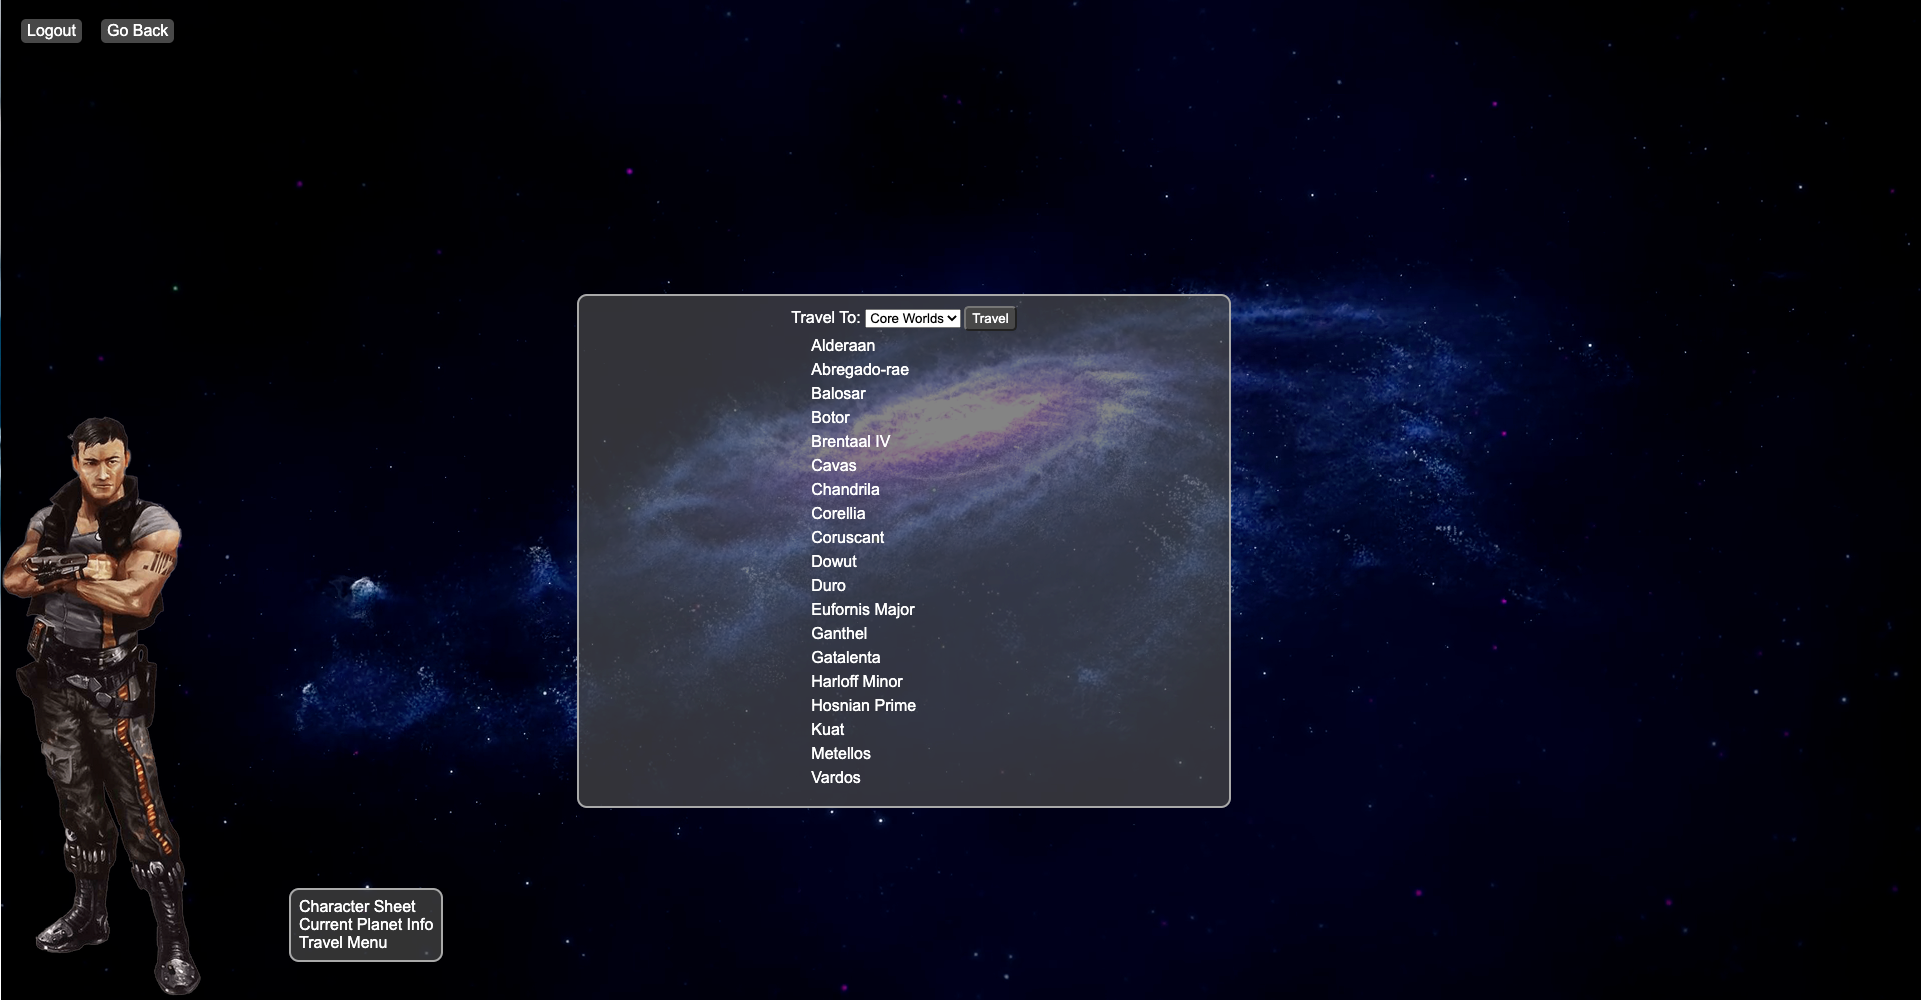 Logout Go Back
Travel To: Core Worlds Travel
Alderaan
Abregado-rae
Balosar
Botor
Brentaal IV
Cavas
Chandrila
Corellia
Coruscant
Dowut
Duro
Eufornis Major
Ganthel
Gatalenta
Harloff Minor
Hosnian Prime
Kuat
Metellos
Vardos
Character Sheet
Current Planet Info
Travel Menu